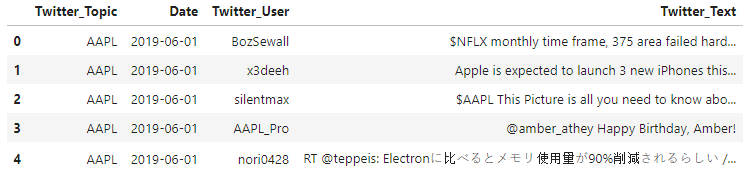 Twitter_Topic Date Twitter_User Twitter_Text
0 AAPL 2019-06-01 BozSewall $NFLX monthly time frame, 375 area failed hard...
1 AAPL 2019-06-01 x3deeh Apple is expected to launch 3 new iPhones this...
2 AAPL 2019-06-01 silentmax $AAPL This Picture is all you need to know abo...
3 AAPL 2019-06-01 AAPL_Pro @amber_athey Happy Birthday, Amber!
4 AAPL 2019-06-01 nori0428 RT @teppeis: Electronに比べるとメモリ使用量が90%削減されるらしい /...